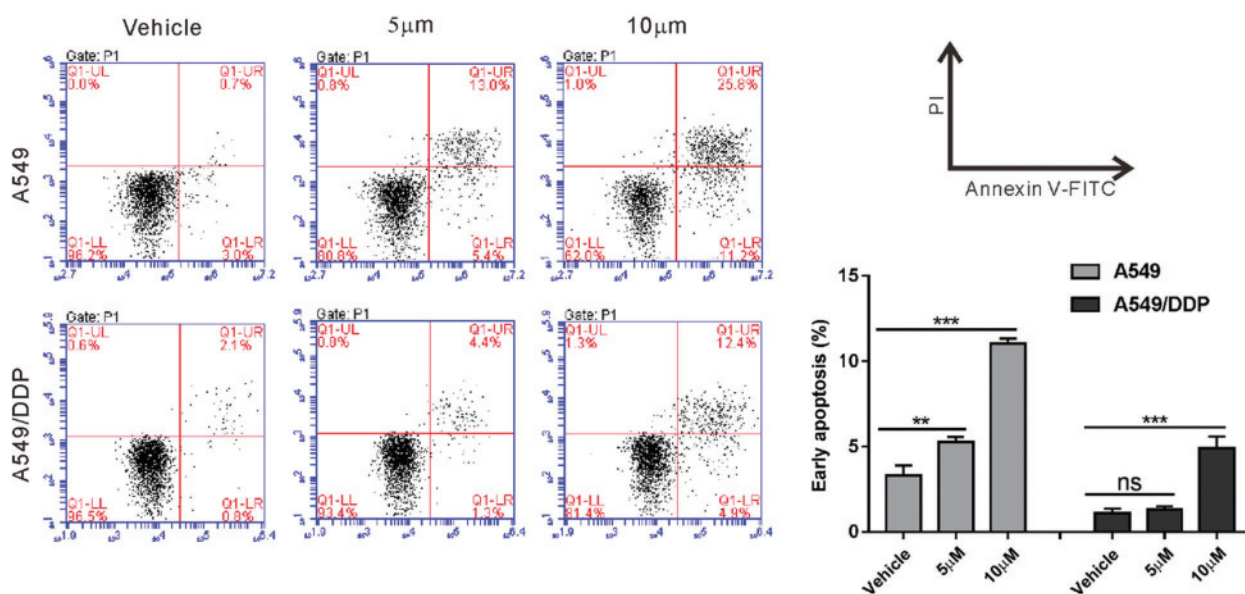 Vehicle
5μm
10μm
A549
Gate: P1
Q1-UL
0.0%
Q1-UR
0.7%
Q1-LL
96.2%
Q1-LR
3.0%
Gate: P1
Q1-UL
0.8%
Q1-UR
13.0%
Q1-LL
80.8%
Q1-LR
5.4%
Gate: P1
Q1-UL
1.0%
Q1-UR
25.8%
Q1-LL
62.0%
Q1-LR
11.2%
A549/DDP
Gate: P1
Q1-UL
0.6%
Q1-UR
2.1%
Q1-LL
96.5%
Q1-LR
0.8%
Gate: P1
Q1-UL
0.8%
Q1-UR
4.4%
Q1-LL
93.4%
Q1-LR
1.3%
Gate: P1
Q1-UL
1.3%
Q1-UR
12.4%
Q1-LL
81.4%
Q1-LR
4.9%
PI
Annexin V-FITC
A549
A549/DDP
Early apoptosis (%)
15
10
5
0
**
***
ns
***
Vehicle
5μM
10μM
Vehicle
5μM
10μM